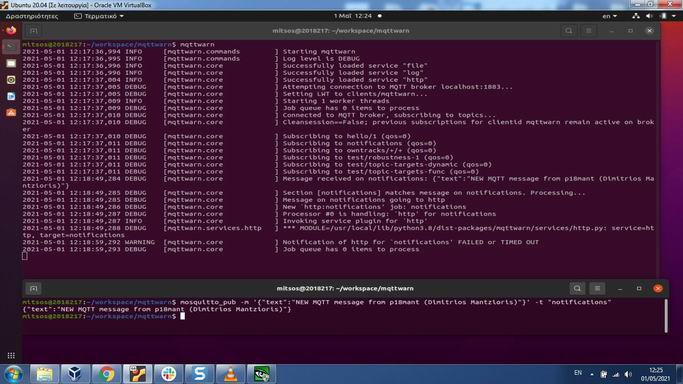 Ubuntu 20.04 [Σε λειτουργία] - Oracle VM VirtualBox
Δραστηριότητες Τερματικό 1 Μαΐ 12:24 en
mitsos@2018217: ~/workspace/mqttwarn
mitsos@2018217:~/workspace/mqttwarn$ mqttwarn
2021-05-01 12:17:36,994 INFO [mqttwarn.commands ] Starting mqttwarn
2021-05-01 12:17:36,995 INFO [mqttwarn.commands ] Log level is DEBUG
2021-05-01 12:17:36,996 INFO [mqttwarn.core ] Successfully loaded service "file"
2021-05-01 12:17:36,996 INFO [mqttwarn.core ] Successfully loaded service "log"
2021-05-01 12:17:37,004 INFO [mqttwarn.core ] Successfully loaded service "http"
2021-05-01 12:17:37,005 DEBUG [mqttwarn.core ] Attempting connection to MQTT broker localhost:1883...
2021-05-01 12:17:37,005 DEBUG [mqttwarn.core ] Setting LWT to clients/mqttwarn...
2021-05-01 12:17:37,009 INFO [mqttwarn.core ] Starting 1 worker threads
2021-05-01 12:17:37,009 DEBUG [mqttwarn.core ] Job queue has 0 items to process
2021-05-01 12:17:37,010 DEBUG [mqttwarn.core ] Connected to MQTT broker, subscribing to topics...
2021-05-01 12:17:37,010 DEBUG [mqttwarn.core ] Cleansession==False; previous subscriptions for clientid mqttwarn remain active on brok
er
2021-05-01 12:17:37,010 DEBUG [mqttwarn.core ] Subscribing to hello/1 (qos=0)
2021-05-01 12:17:37,011 DEBUG [mqttwarn.core ] Subscribing to notifications (qos=0)
2021-05-01 12:17:37,011 DEBUG [mqttwarn.core ] Subscribing to owntracks/+/+ (qos=0)
2021-05-01 12:17:37,011 DEBUG [mqttwarn.core ] Subscribing to test/robustness-1 (qos=0)
2021-05-01 12:17:37,011 DEBUG [mqttwarn.core ] Subscribing to test/topic-targets-dynamic (qos=0)
2021-05-01 12:17:37,011 DEBUG [mqttwarn.core ] Subscribing to test/topic-targets-func (qos=0)
2021-05-01 12:18:49,284 DEBUG [mqttwarn.core ] Message received on notifications: {"text":"NEW MQTT message from p18mant (Dimitrios Ma
ntzioris)"}
2021-05-01 12:18:49,285 DEBUG [mqttwarn.core ] Section [notifications] matches message on notifications. Processing...
2021-05-01 12:18:49,285 DEBUG [mqttwarn.core ] Message on notifications going to http
2021-05-01 12:18:49,286 DEBUG [mqttwarn.core ] New `http:notifications' job: notifications
2021-05-01 12:18:49,287 DEBUG [mqttwarn.core ] Processor #0 is handling: `http' for notifications
2021-05-01 12:18:49,287 INFO [mqttwarn.core ] Invoking service plugin for `http'
2021-05-01 12:18:49,288 DEBUG [mqttwarn.services.http ] *** MODULE=/usr/local/lib/python3.8/dist-packages/mqttwarn/services/http.py: service=ht
tp, target=notifications
2021-05-01 12:18:59,292 WARNING [mqttwarn.core ] Notification of http for `notifications' FAILED or TIMED OUT
2021-05-01 12:18:59,293 DEBUG [mqttwarn.core ] Job queue has 0 items to process
mitsos@2018217: ~/workspace/mqttwarn
mitsos@2018217:~/workspace/mqttwarn$ mosquitto_pub -m '{"text":"NEW MQTT message from p18mant (Dimitrios Mantzioris)"}' -t "notifications"
{"text":"NEW MQTT message from p18mant (Dimitrios Mantzioris)"}
mitsos@2018217:~/workspace/mqttwarn$
EN 12:25
01/05/2021